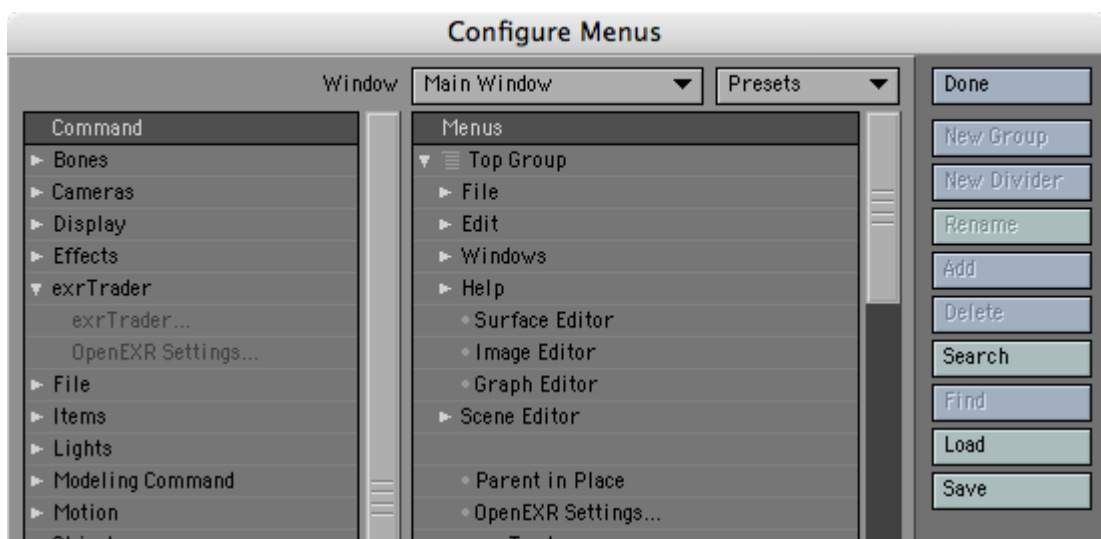 Configure Menus
Window Main Window Presets
Command
Bones
Cameras
Display
Effects
exrTrader
exrTrader...
OpenEXR Settings...
File
Items
Lights
Modeling Command
Motion
Menus
Top Group
File
Edit
Windows
Help
Surface Editor
Image Editor
Graph Editor
Scene Editor
Parent in Place
OpenEXR Settings...
Done
New Group
New Divider
Rename
Add
Delete
Search
Find
Load
Save